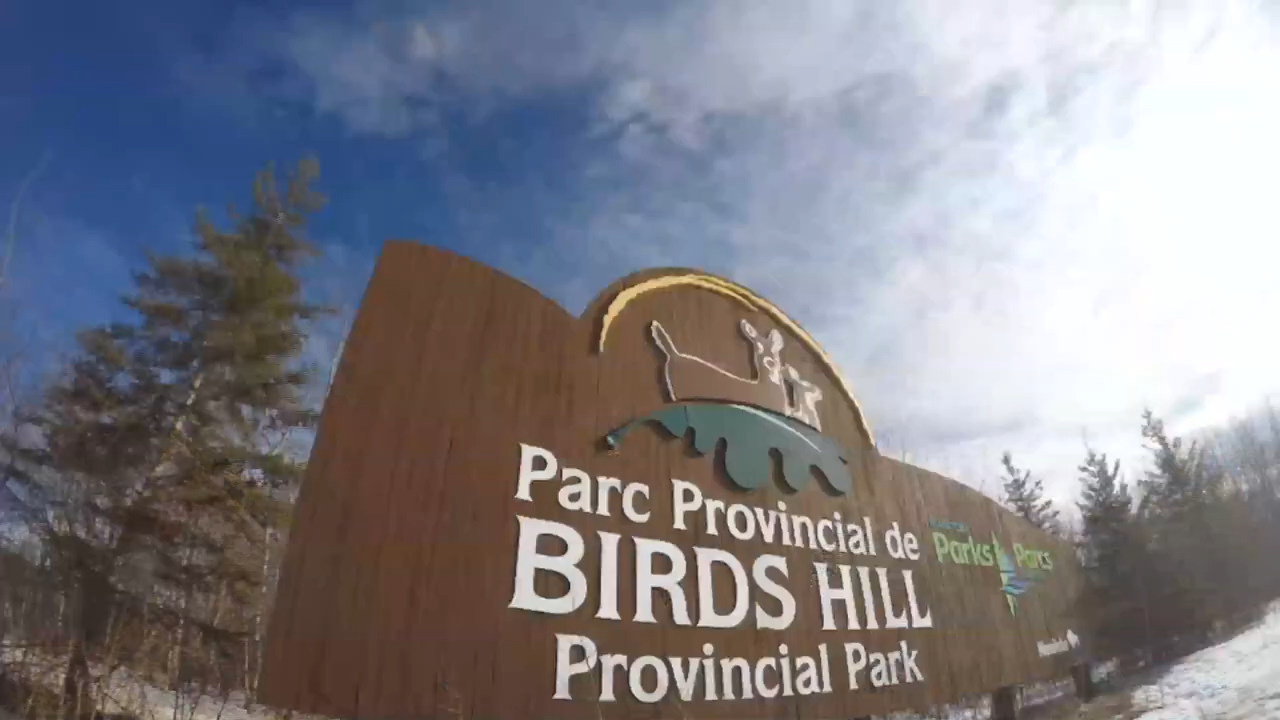 Parc Provincial de
BIRDS HILL
Provincial Park
Parks Parcs